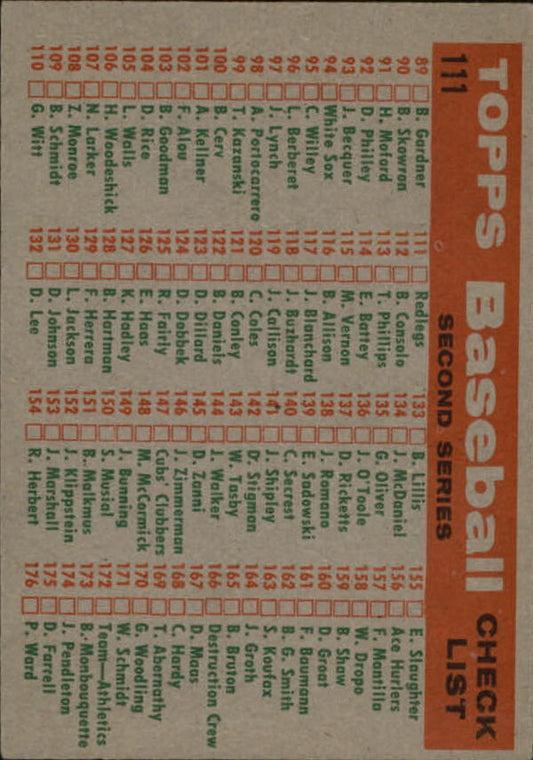 TOPPS Baseball CHECK LIST
111 SECOND SERIES
89 B. Gardner
90 B. Skowron
91 H. Moford
92 D. Philley
93 J. Becquer
94 White Sox
95 C. Willey
96 L. Berberet
97 J. Lynch
98 A. Portocarrero
99 T. Kazanski
100 B. Cerv
101 A. Kellner
102 F. Alou
103 B. Goodman
104 D. Rice
105 L. Walls
106 H. Woodeshick
107 N. Larker
108 Z. Monroe
109 B. Schmidt
110 G. Witt
111 Redlegs
112 B. Consolo
113 T. Phillips
114 E. Battey
115 M. Vernon
116 B. Allison
117 J. Blanchard
118 J. Buzhardt
119 J. Callison
120 C. Coles
121 B. Conley
122 B. Daniels
123 D. Dillard
124 D. Dobbek
125 R. Fairly
126 E. Haas
127 K. Hadley
128 B. Hartman
129 F. Herrera
130 L. Jackson
131 D. Johnson
132 D. Lee
133 B. Lillis
134 J. McDaniel
135 G. Oliver
136 J. O'Toole
137 D. Ricketts
138 J. Romano
139 E. Sadowski
140 C. Secrest
141 J. Shipley
142 D. Stigman
143 W. Tasby
144 J. Walker
145 D. Zanni
146 J. Zimmerman
147 Cubs' Clubbers
148 M. McCormick
149 J. Bunning
150 S. Musial
151 B. Malkmus
152 J. Klippstein
153 J. Marshall
154 R. Herbert
155 E. Slaughter
156 Ace Hurlers
157 F. Mantilla
158 W. Dropo
159 B. Shaw
160 D. Groat
161 F. Baumann
162 B. G. Smith
163 S. Koufax
164 J. Groth
165 B. Bruton
166 Destruction Crew
167 D. Maas
168 C. Hardy
169 T. Abernathy
170 G. Woodling
171 W. Schmidt
172 Team—Athletics
173 B. Monbouquette
174 J. Pendleton
175 D. Farrell
176 P. Ward